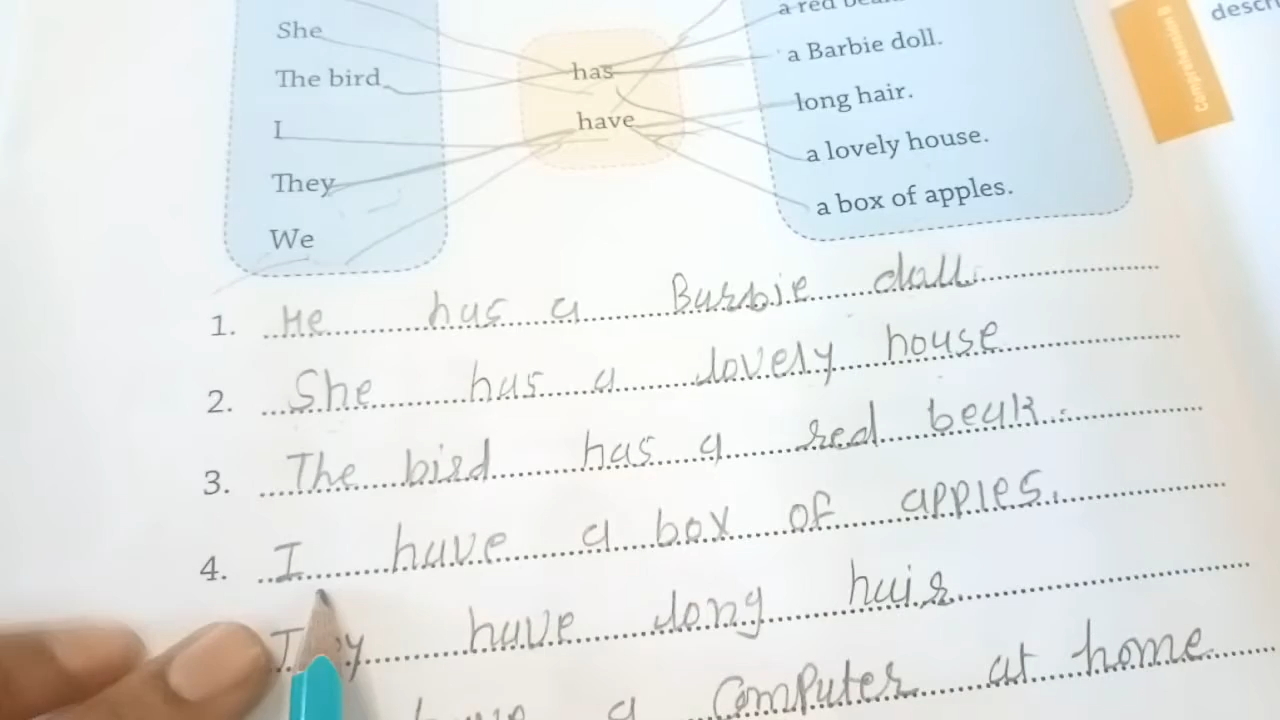 a red
She
has
a Barbie doll.
The bird
long hair.
I
have
a lovely house.
They
a box of apples.
We
1. He has a Barbie doll.
2. She has a lovely house
3. The bird has a red beak.
4. I have a box of apples.
have long hair
a Computer at home
Comprehension